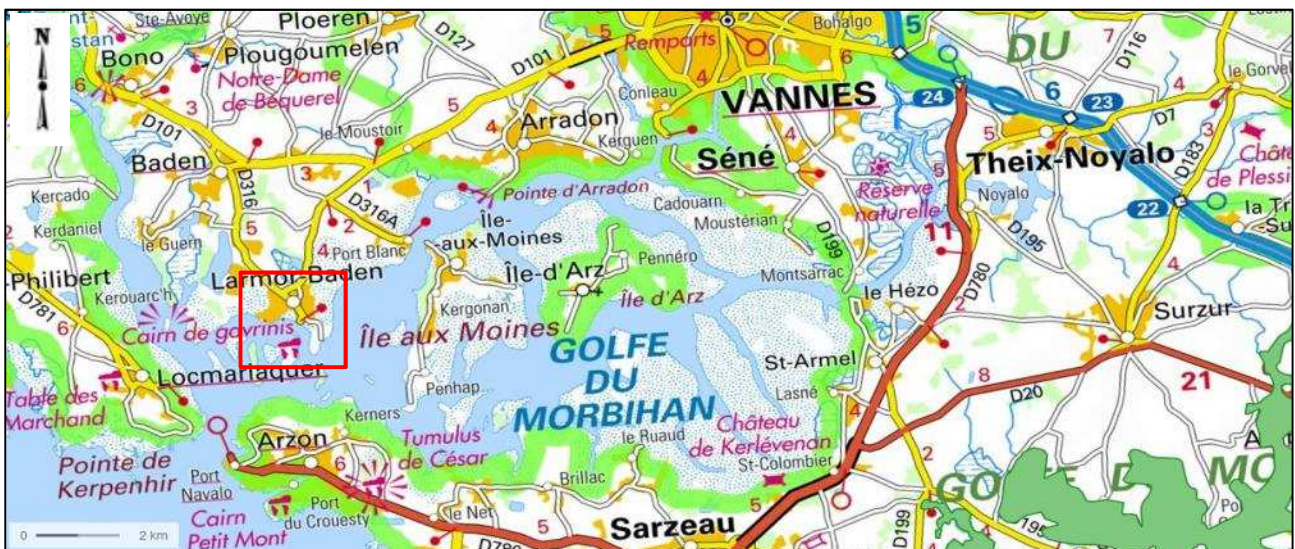 Ste-Avoye
Ploeren
Bono
Plougoumelen
D127
D101
Remparts
Bohalgo
5
DU
7
D116
N
Notre-Dame
de Béquerel
Conleau
VANNES
24
6
23
le Gorvel
D101
le-Moustoir
Arradon
Kerguen
Séné
Theix-Noyalo
D7
Baden
D316
D316A
Pointe d'Arradon
Réserve
naturelle
Noyalo
D183
22
Kercado
Kerdaniel
le Guern
Port Blanc
Île-
-aux-Moines
Cadouarn
Moustérian
D199
11
D195
D780
-Philibert
Larmor-Baden
Île-d'Arz
Pennéro
Île d'Arz
Montsarrac
le Hézo
Surzur
Kerouarc'h
D781
Cairn de gavrinis
Kergonan
Île aux Moines
GOLFE
DU
MORBIHAN
St-Armel
Lasné
8
D20
21
Locmariaquer
Table des
Marchand
Penhap
Kerners
Arzon
Tumulus
de César
le Ruaud
Château
de Kerlévenan
St-Colombier
Pointe de
Kerpenhir
Port
Navalo
Cairn
Petit Mont
Port
du Crouesty
le Net
Brillac
Sarzeau
D199
195
0 2 km